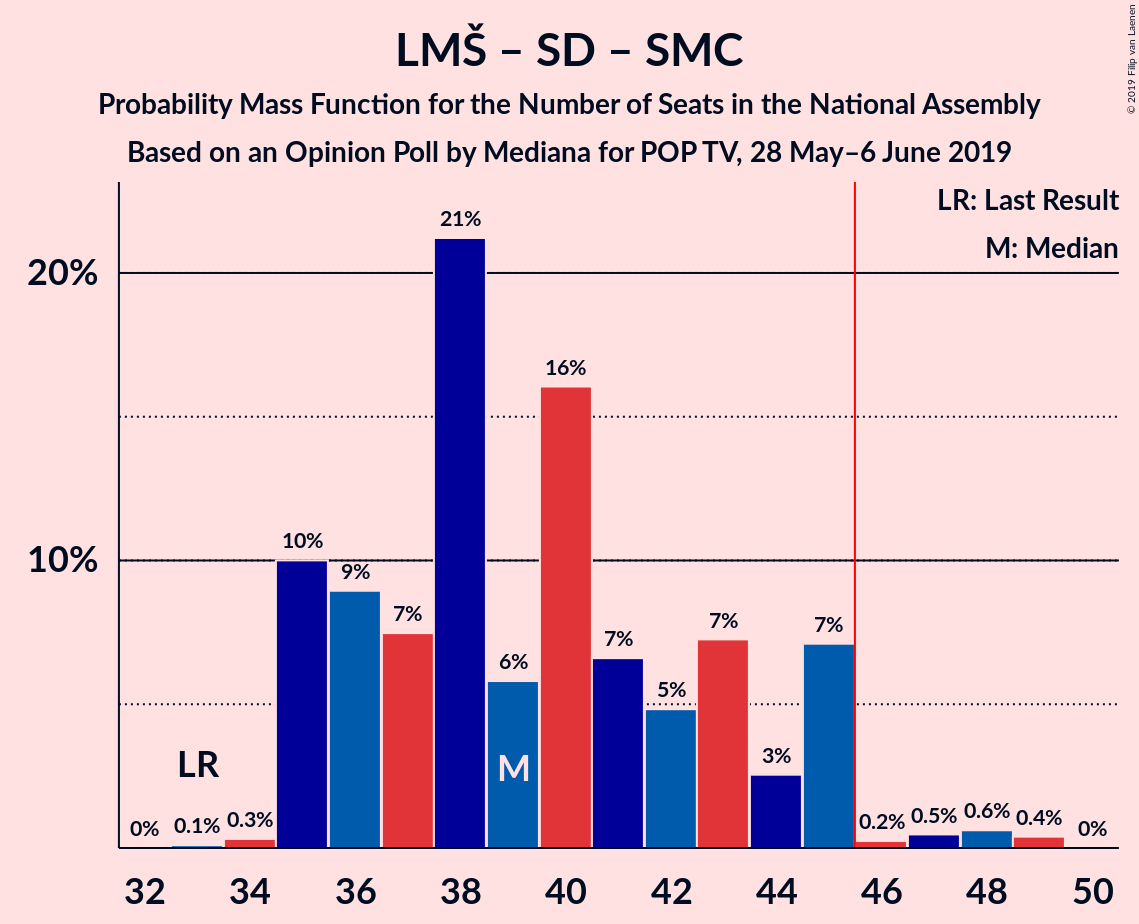 LMŠ – SD – SMC
Probability Mass Function for the Number of Seats in the National Assembly
Based on an Opinion Poll by Mediana for POP TV, 28 May–6 June 2019
© 2019 Filip van Laenen
LR: Last Result
M: Median
20%
10%
0%
0.1%
0.3%
10%
9%
7%
21%
6%
16%
7%
5%
7%
3%
7%
0.2%
0.5%
0.6%
0.4%
0%
LR
M
32 34 36 38 40 42 44 46 48 50